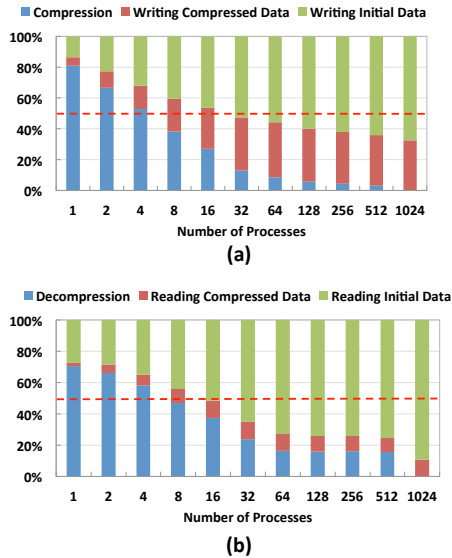 Compression Writing Compressed Data Writing Initial Data
100%
80%
60%
40%
20%
0%
1 2 4 8 16 32 64 128 256 512 1024
Number of Processes
(a)
Decompression Reading Compressed Data Reading Initial Data
100%
80%
60%
40%
20%
0%
1 2 4 8 16 32 64 128 256 512 1024
Number of Processes
(b)